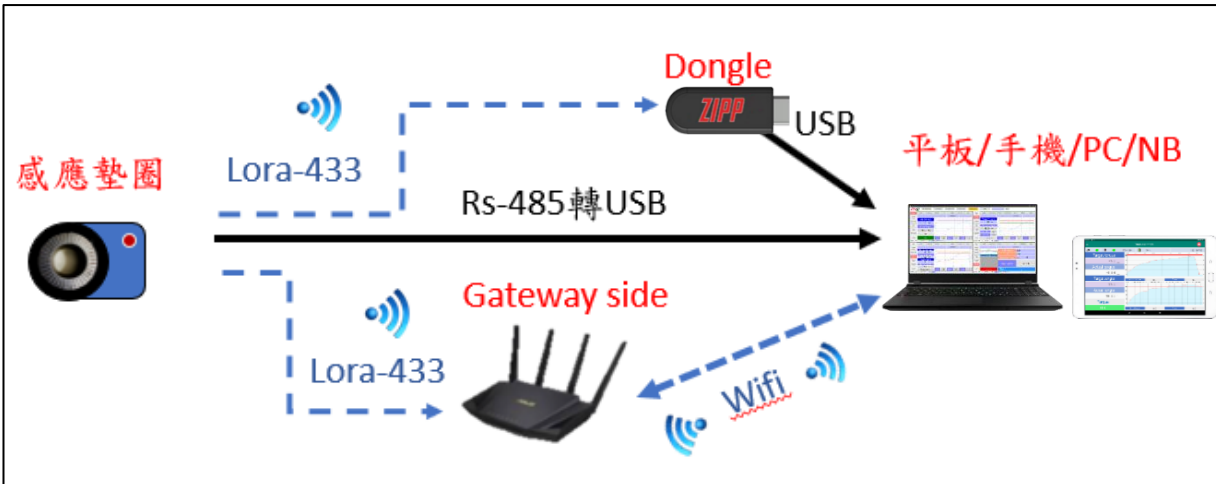 Dongle
ZIPP
USB
平板/手機/PC/NB
感應墊圈
Lora-433
Rs-485轉USB
Gateway side
Lora-433
Wifi